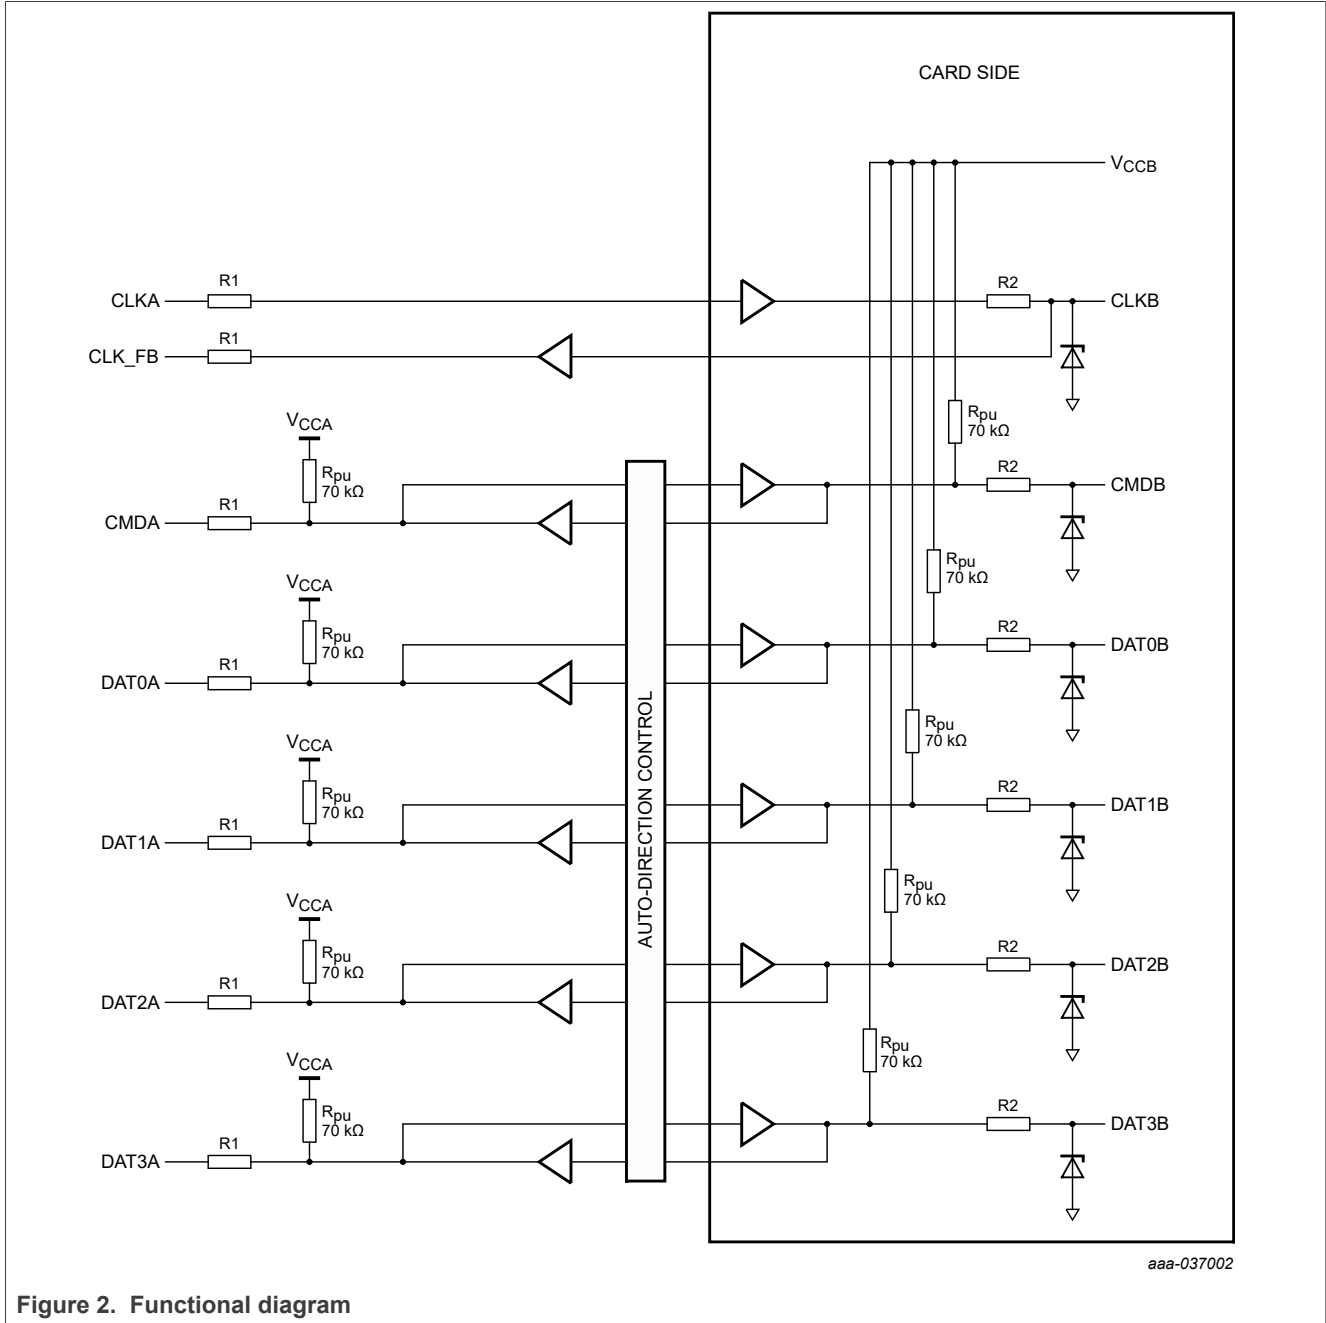 CARD SIDE
VCCB
R1
R2
CLKA
CLKB
R1
CLK_FB
Rpu
70 kΩ
VCCA
Rpu
70 kΩ
R2
CMDB
R1
CMDA
Rpu
70 kΩ
VCCA
Rpu
70 kΩ
R2
DAT0B
R1
DAT0A
Rpu
70 kΩ
VCCA
Rpu
70 kΩ
R2
DAT1B
R1
DAT1A
AUTO-DIRECTION CONTROL
Rpu
70 kΩ
VCCA
Rpu
70 kΩ
R2
DAT2B
R1
DAT2A
Rpu
70 kΩ
VCCA
Rpu
70 kΩ
R2
DAT3B
R1
DAT3A
aaa-037002
Figure 2. Functional diagram